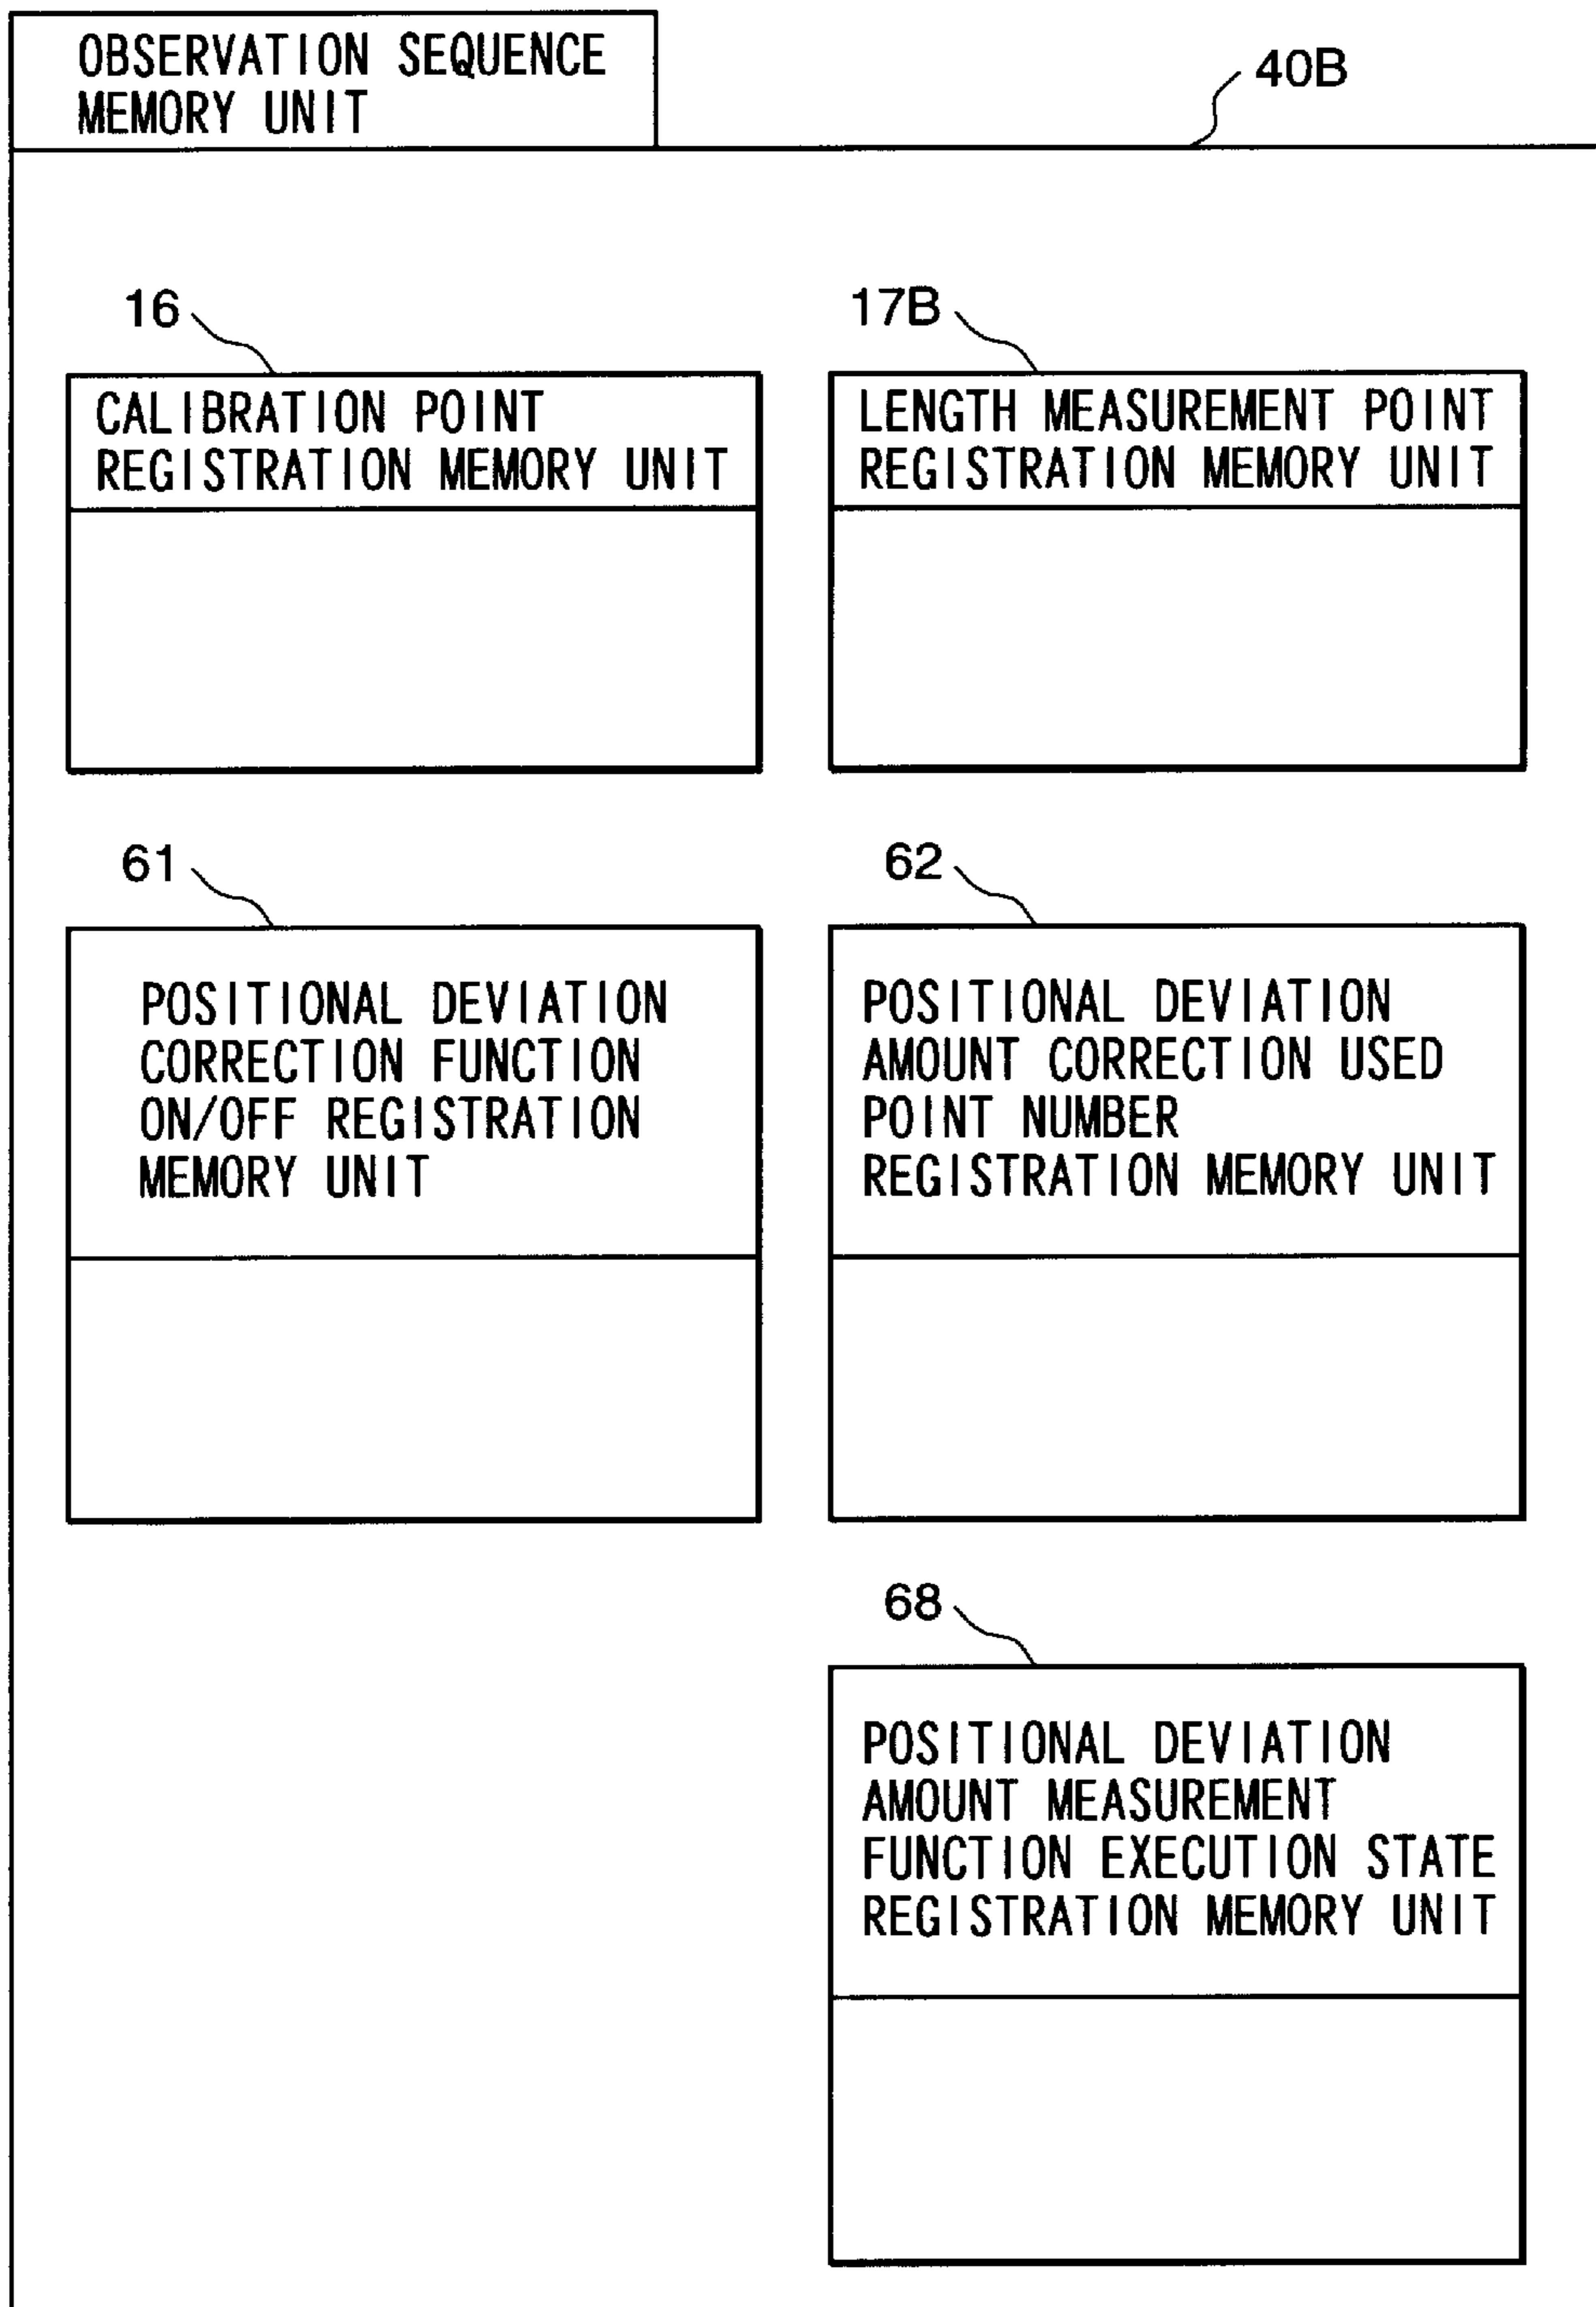 OBSERVATION SEQUENCE
MEMORY UNIT
40B
16
17B
CALIBRATION POINT
REGISTRATION MEMORY UNIT
LENGTH MEASUREMENT POINT
REGISTRATION MEMORY UNIT
61
62
POSITIONAL DEVIATION
CORRECTION FUNCTION
ON/OFF REGISTRATION
MEMORY UNIT
POSITIONAL DEVIATION
AMOUNT CORRECTION USED
POINT NUMBER
REGISTRATION MEMORY UNIT
68
POSITIONAL DEVIATION
AMOUNT MEASUREMENT
FUNCTION EXECUTION STATE
REGISTRATION MEMORY UNIT